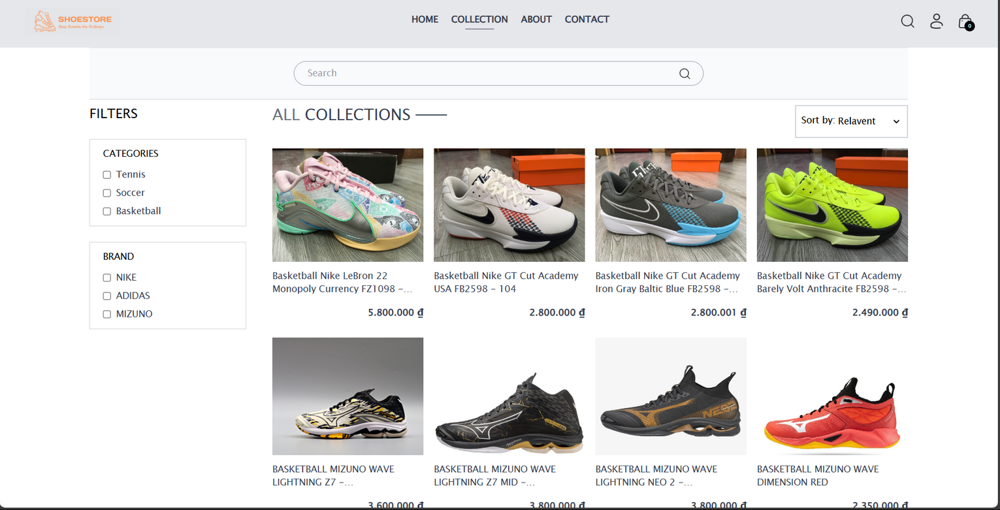 SHOESTORE
Step Outside the Ordinary
HOME
COLLECTION
ABOUT
CONTACT
0
Search
FILTERS
CATEGORIES
Tennis
Soccer
Basketball
BRAND
NIKE
ADIDAS
MIZUNO
ALL COLLECTIONS
Sort by: Relavent
Basketball Nike LeBron 22
Monopoly Currency FZ1098 –...
5.800.000 ₫
Basketball Nike GT Cut Academy
USA FB2598 – 104
2.800.000 ₫
Basketball Nike GT Cut Academy
Iron Gray Baltic Blue FB2598 –...
2.800.001 ₫
Basketball Nike GT Cut Academy
Barely Volt Anthracite FB2598 –...
2.490.000 ₫
BASKETBALL MIZUNO WAVE
LIGHTNING Z7 –...
3.600.000 ₫
BASKETBALL MIZUNO WAVE
LIGHTNING Z7 MID –...
3.800.000 ₫
NEO
BASKETBALL MIZUNO WAVE
LIGHTNING NEO 2 –...
3.800.000 ₫
BASKETBALL MIZUNO WAVE
DIMENSION RED
2.350.000 ₫